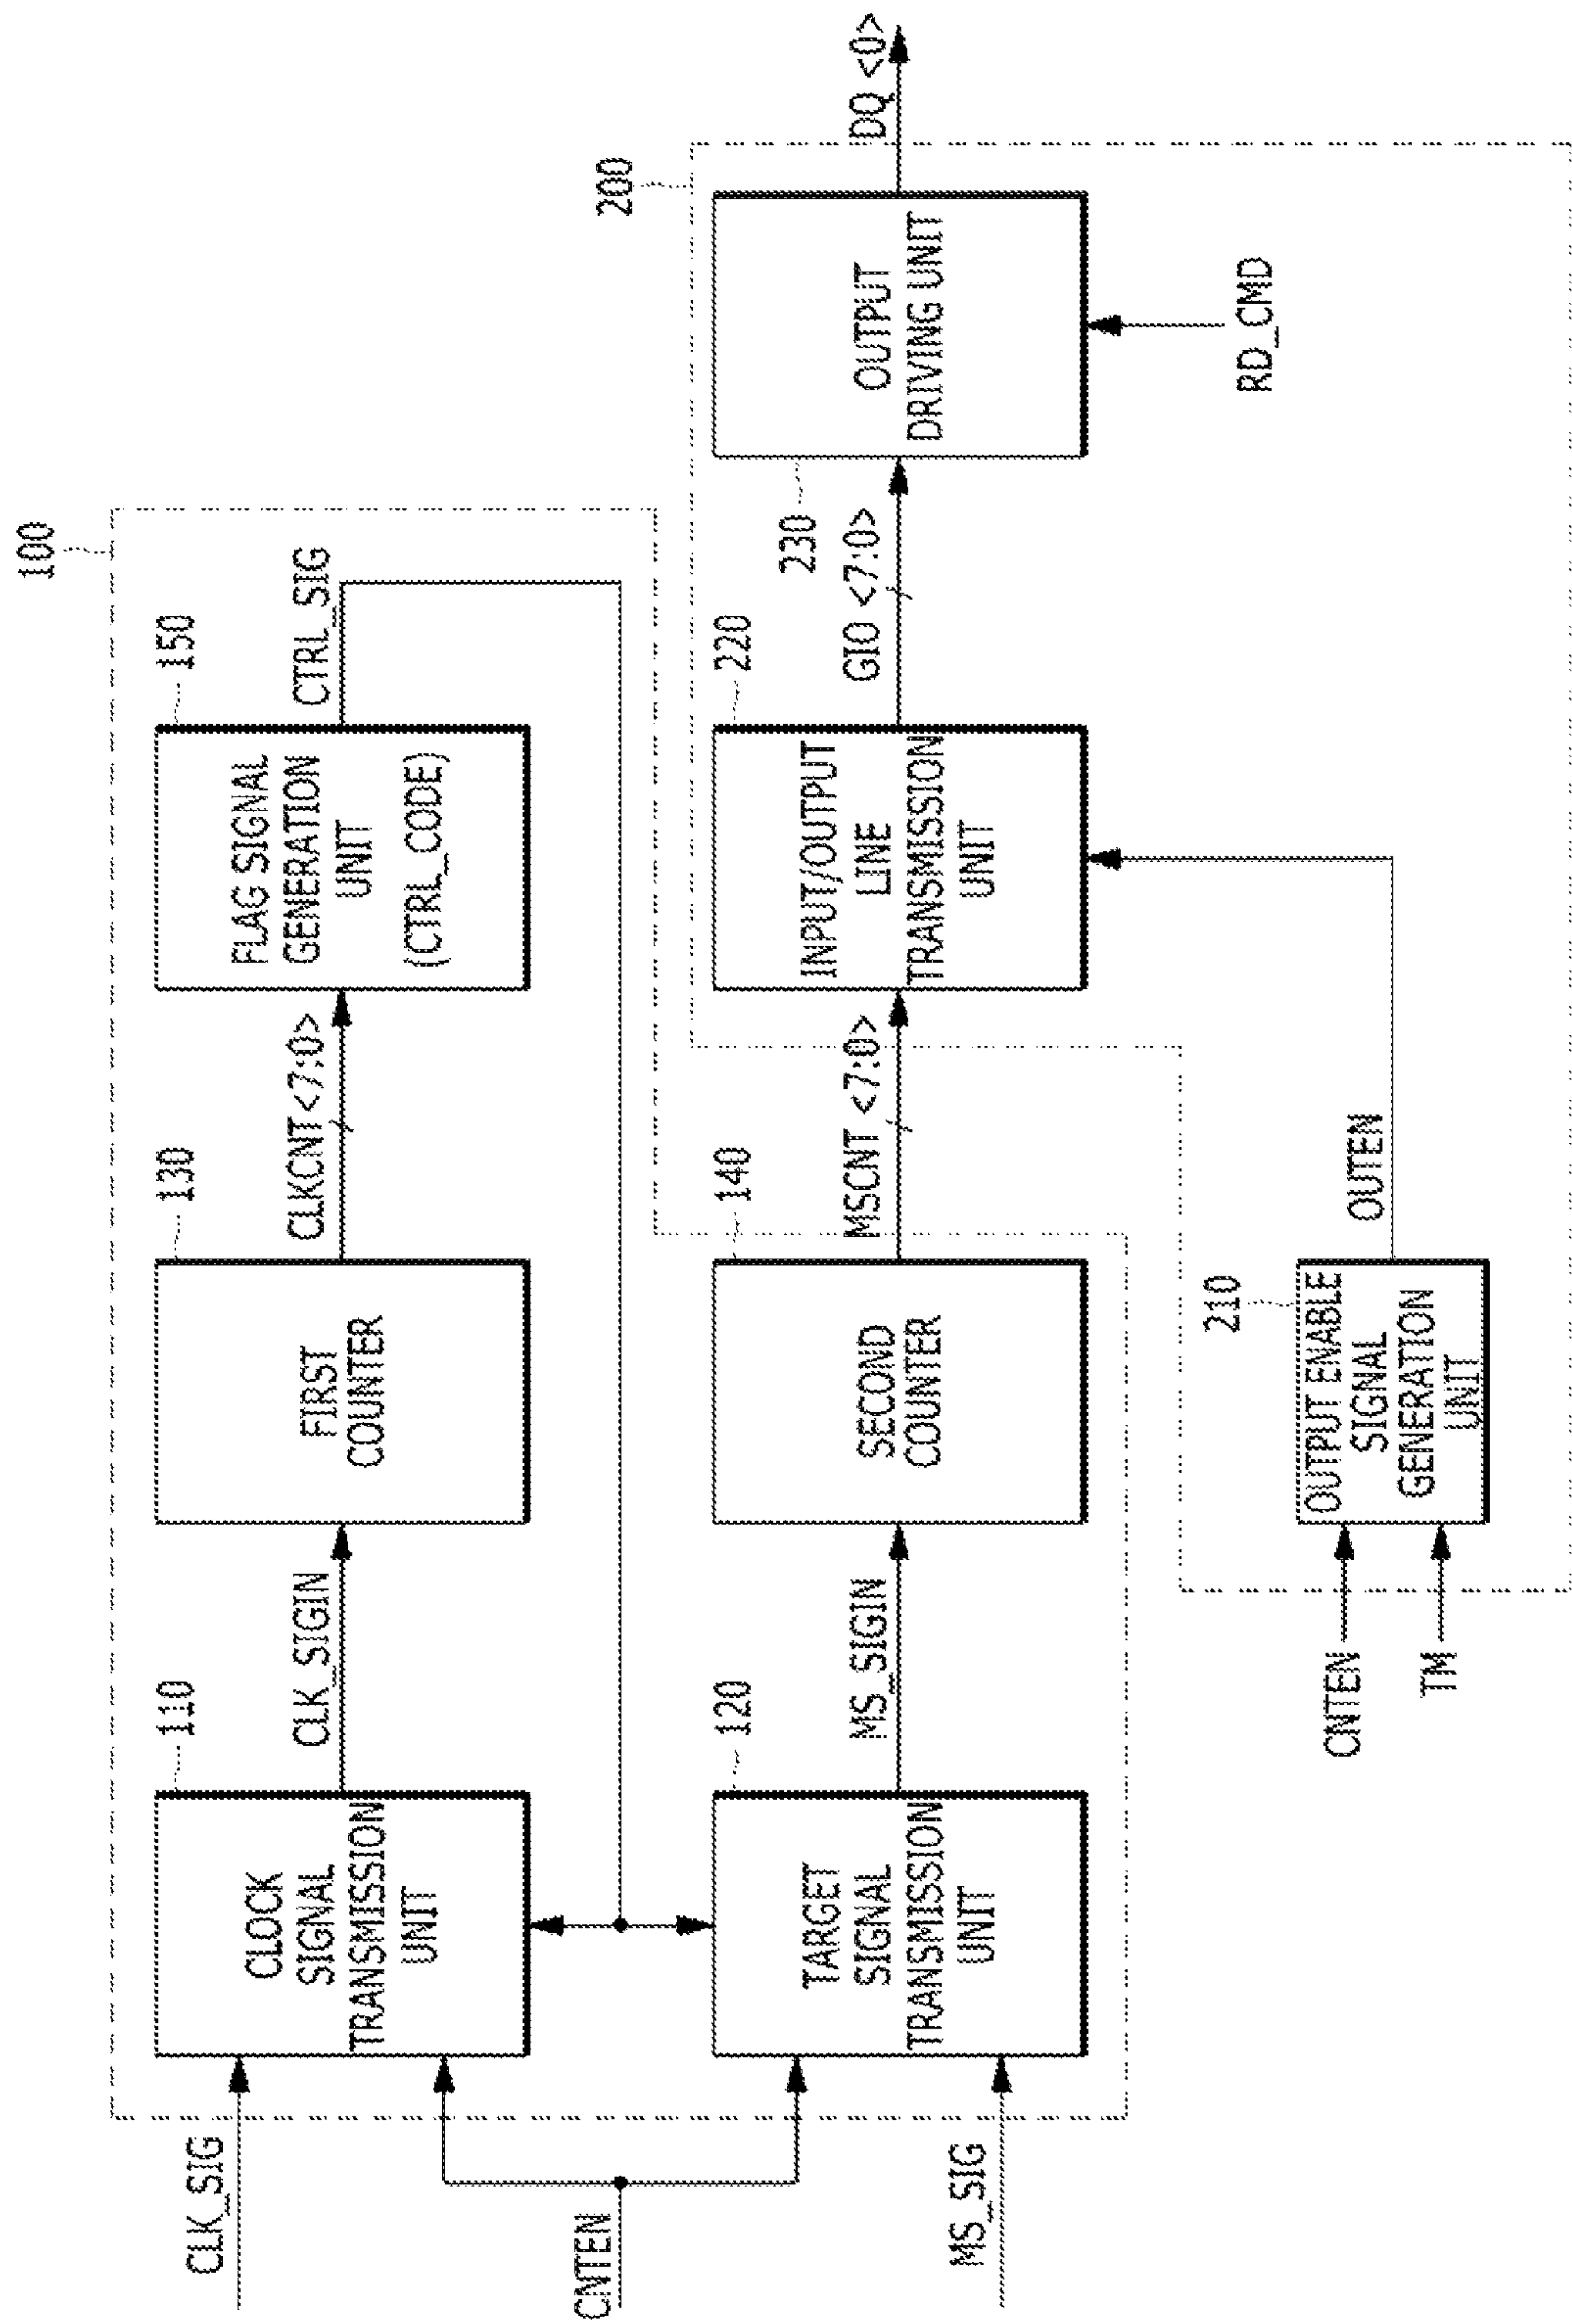 100
CLK_SIG
110
CLOCK
SIGNAL
TRANSMISSION
UNIT
CLK_SIGIN
130
FIRST
COUNTER
CLKCNT<7:0>
150
FLAG SIGNAL
GENERATION
UNIT
(CTRL_CODE)
CTRL_SIG
CNTEN
MS_SIG
120
TARGET
SIGNAL
TRANSMISSION
UNIT
MS_SIGIN
140
SECOND
COUNTER
MSCNT <7:0>
220
INPUT/OUTPUT
LINE
TRANSMISSION
UNIT
GIO <7:0>
200
230
OUTPUT
DRIVING UNIT
DQ <0>
RD_CMD
CNTEN
TM
210
OUTPUT ENABLE
SIGNAL
GENERATION
UNIT
OUTEN